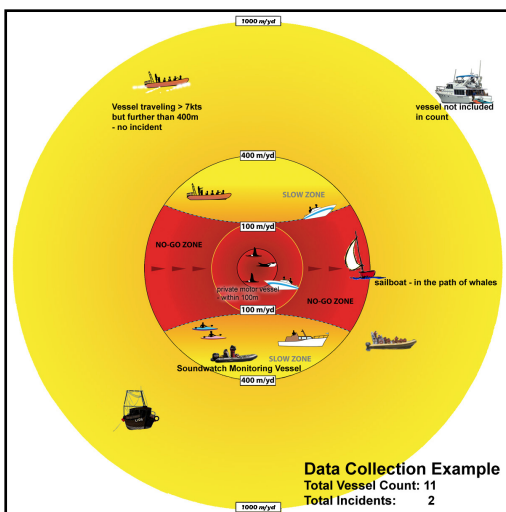 1000 m/yd
Vessel traveling > 7kts
but further than 400m
- no incident
vessel not included
in count
400 m/yd
SLOW ZONE
100 m/yd
NO-GO ZONE
private motor vessel
within 100m
sailboat - in the path of whales
NO-GO ZONE
100 m/yd
SLOW ZONE
Soundwatch Monitoring Vessel
400 m/yd
Data Collection Example
Total Vessel Count: 11
Total Incidents: 2
1000 m/yd